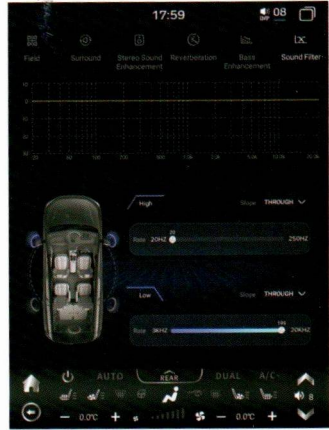 17:59
08
Field
Surround
Stereo Sound
Enhancement
Reverberation
Bass
Enhancement
Sound Filter
High
Slope
THROUGH
20
Rate
20HZ
250HZ
Low
Slope
THROUGH
Rate
3KHZ
20KHZ
AUTO
REAR
DUAL
A/C
8
− 0.0°C +
− 0.0°C +